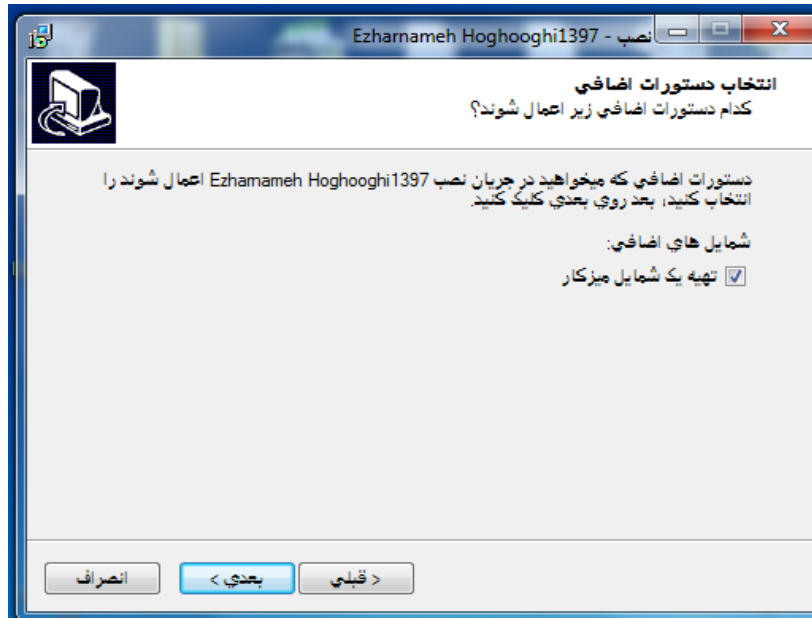 نصب - Ezharnameh Hoghooghi1397
انتخاب دستورات اضافي
كدام دستورات اضافي زير اعمال شوند؟
دستورات اضافي كه ميخواهيد در جريان نصب Ezharnameh Hoghooghi1397 اعمال شوند را
انتخاب كنيد، بعد روي بعدي كليك كنيد.
شمايل هاي اضافي:
تهيه يک شمايل ميزكار
< قبلي
بعدي >
انصراف